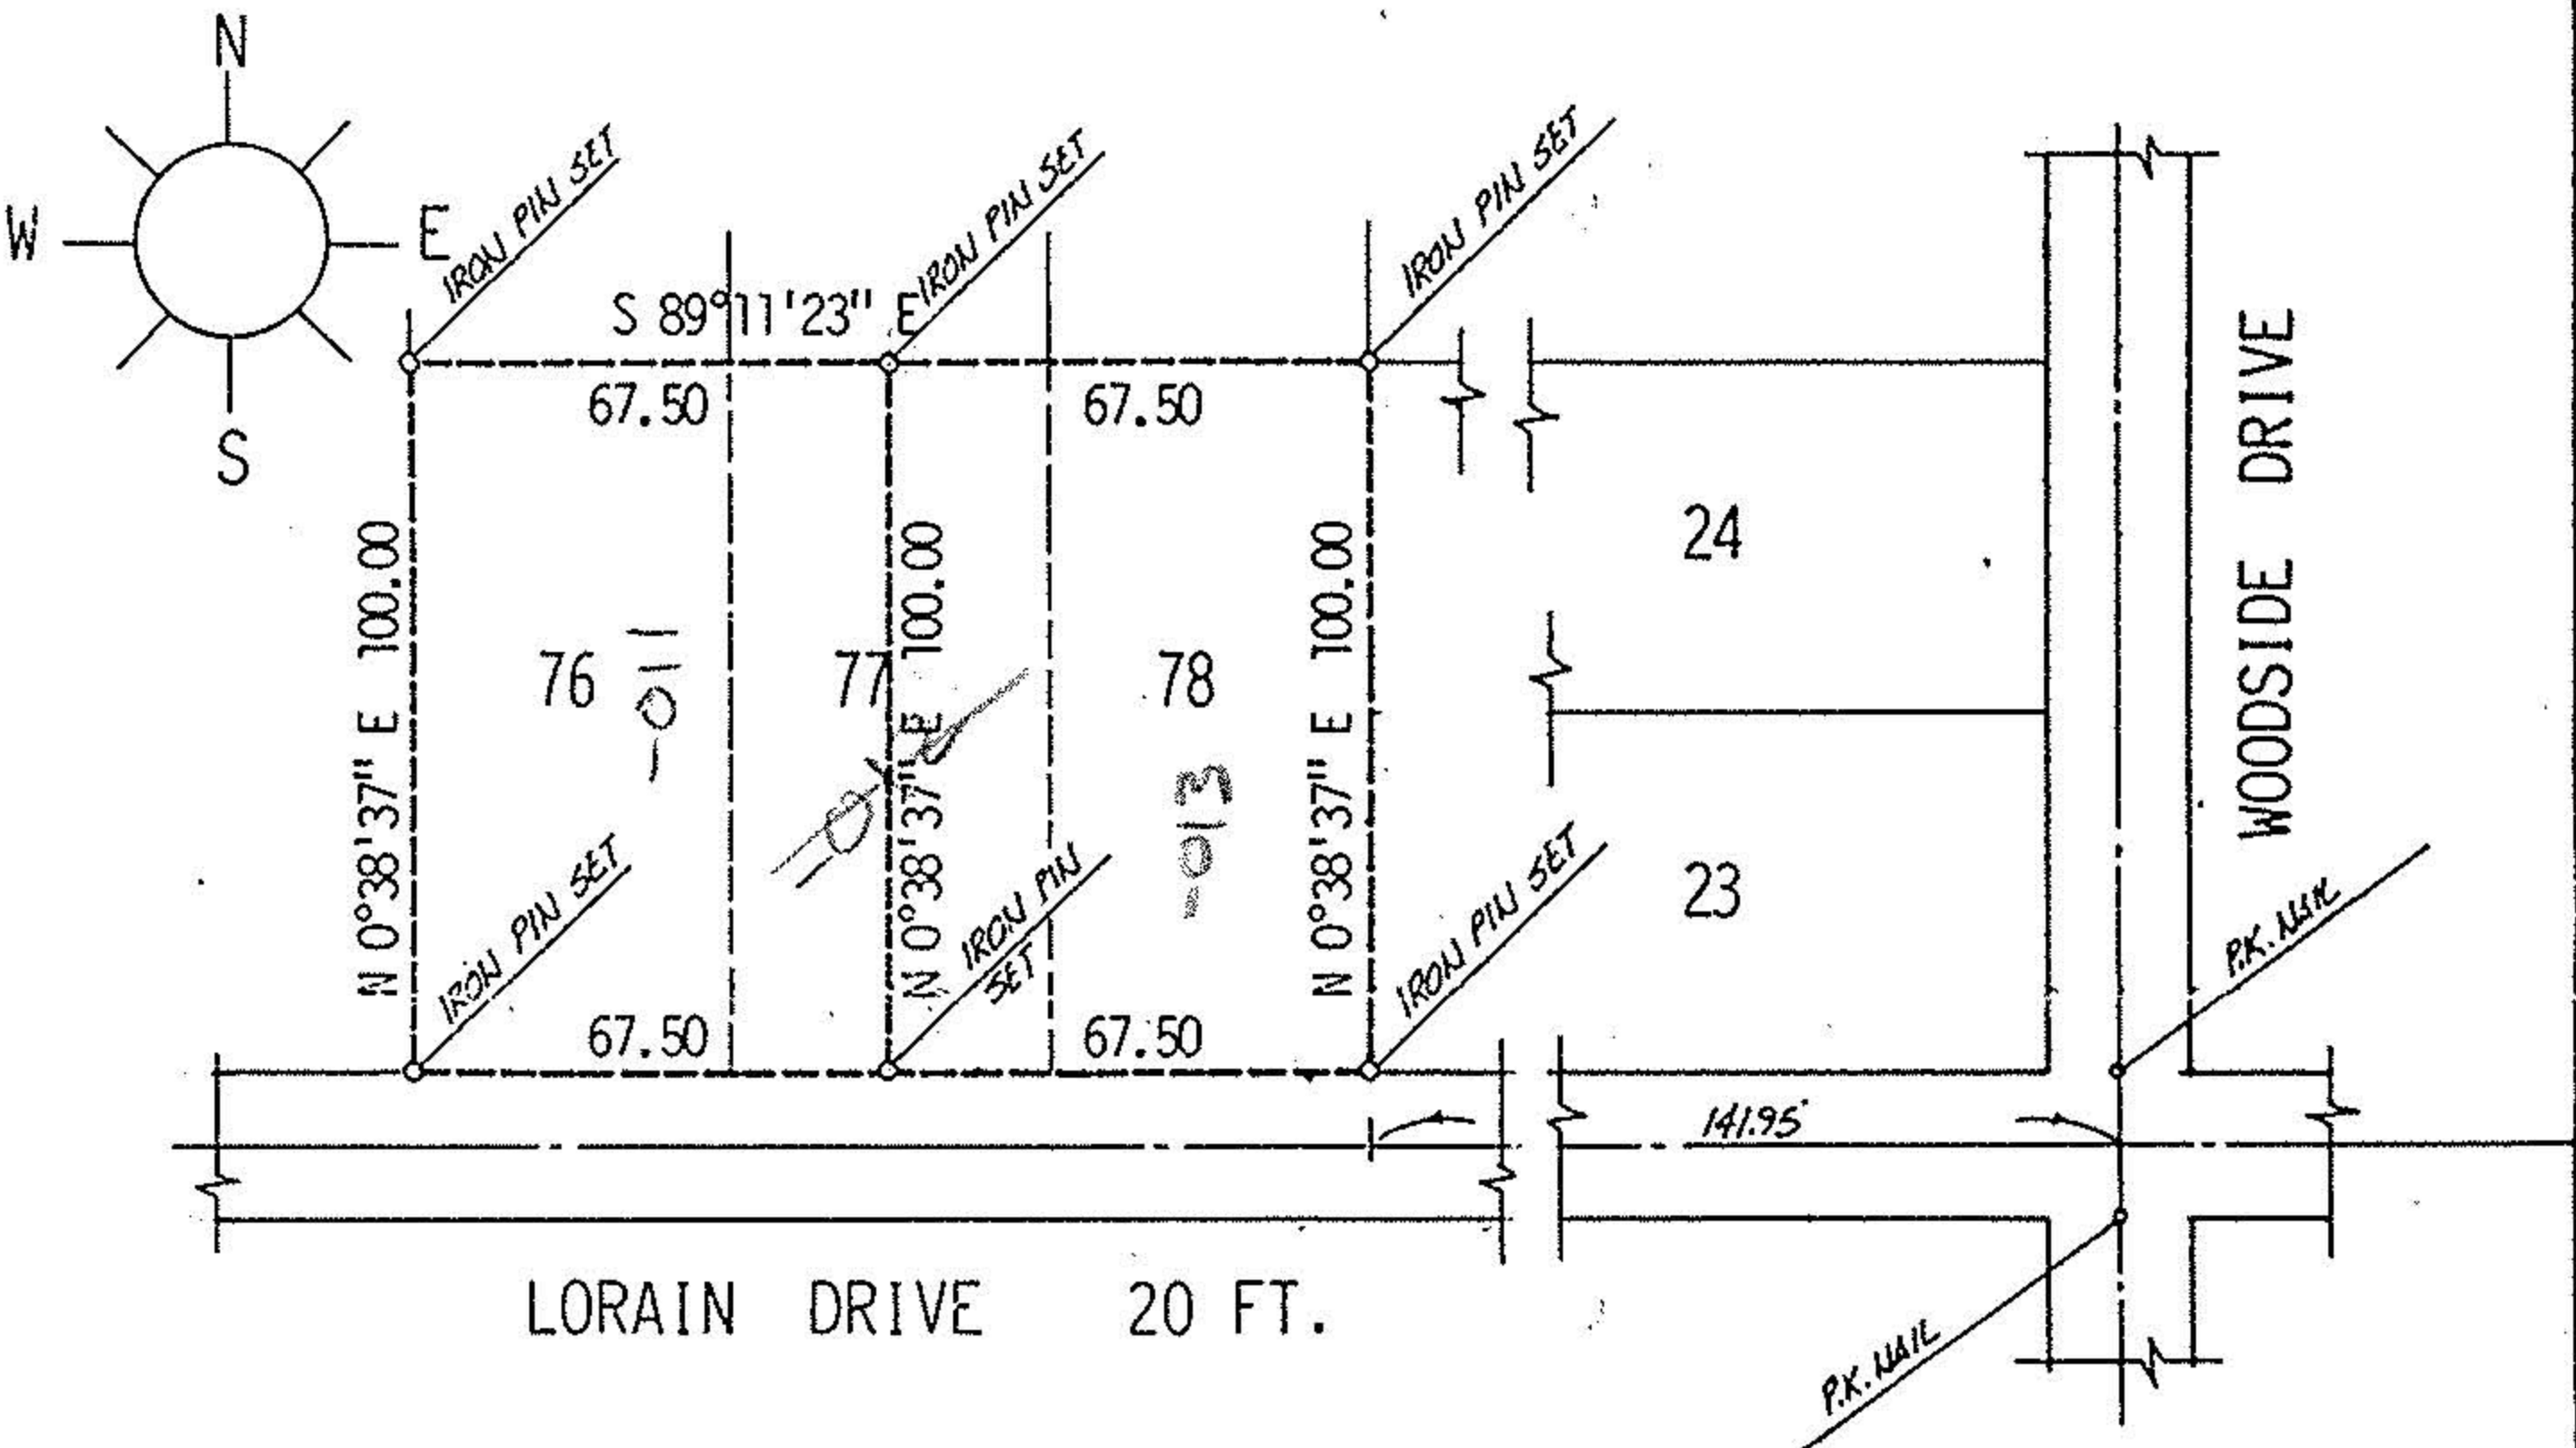 N
W E
S
IRON PIN SET
IRON PIN SET
IRON PIN SET
S 89°11'23" E
67.50
67.50
N 0°38'37" E 100.00
N 0°38'37" E 100.00
N 0°38'37" E 100.00
76
-011
77
78
-013
24
23
WOODSIDE DRIVE
IRON PIN SET
IRON PIN
SET
IRON PIN SET
P.K. NAIL
67.50
67.50
141.95'
LORAIN DRIVE 20 FT.
P.K. NAIL